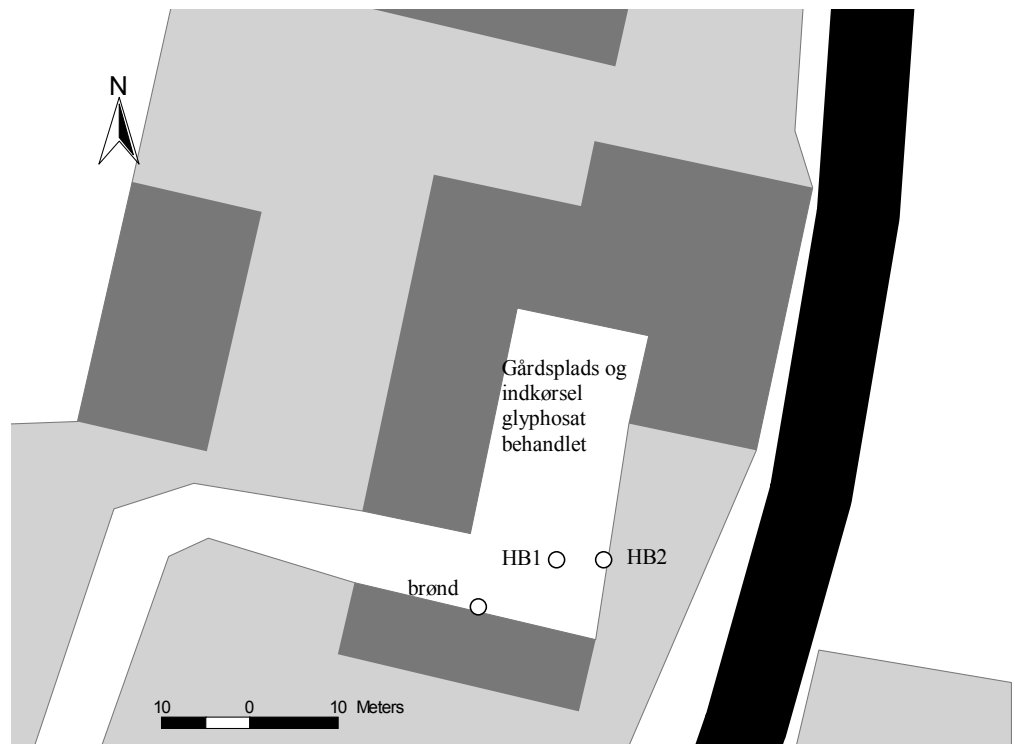 N
Gårdsplads og
indkørsel
glyphosat
behandlet
HB1
HB2
brønd
10 0 10 Meters